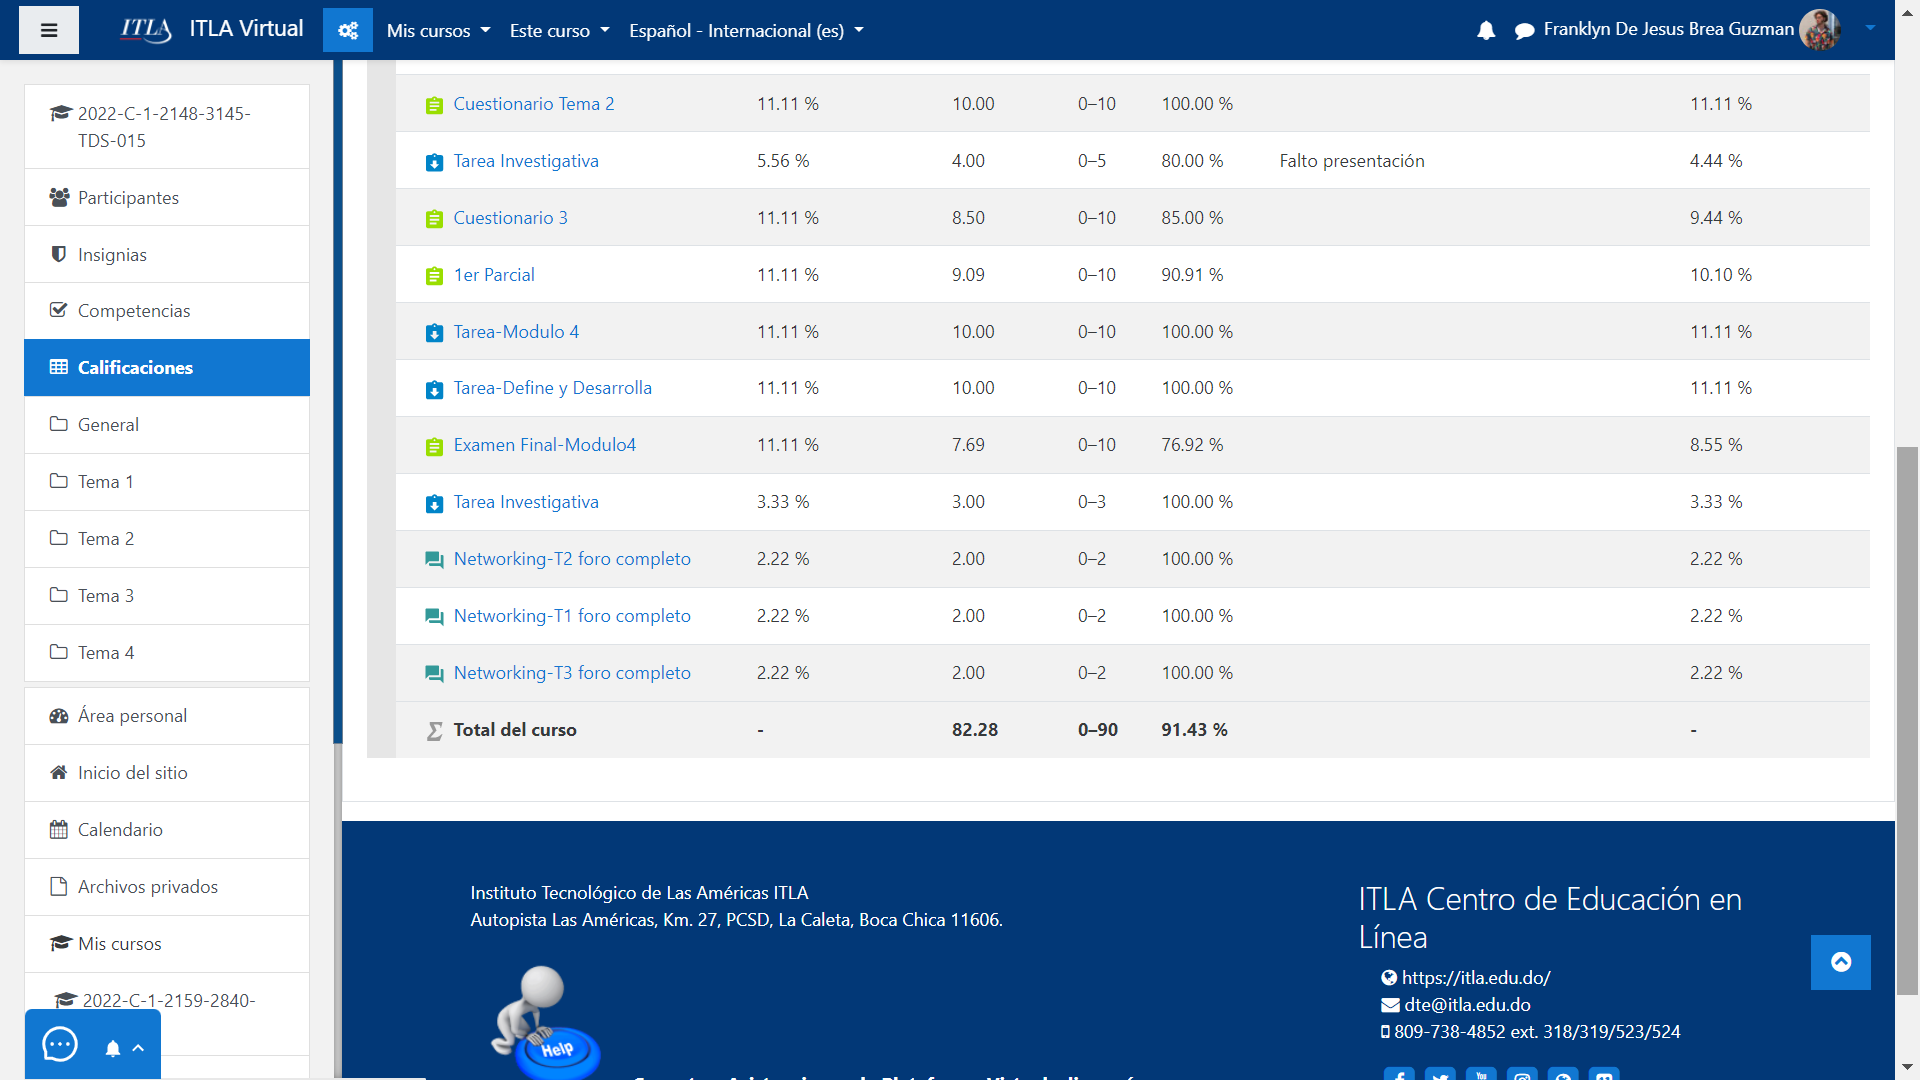 ITLA ITLA Virtual Mis cursos Este curso Español - Internacional (es) Franklyn De Jesus Brea Guzman
2022-C-1-2148-3145-
TDS-015
Participantes
Insignias
Competencias
Calificaciones
General
Tema 1
Tema 2
Tema 3
Tema 4
Área personal
Inicio del sitio
Calendario
Archivos privados
Mis cursos
2022-C-1-2159-2840-
Cuestionario Tema 2 11.11 % 10.00 0–10 100.00 % 11.11 %
Tarea Investigativa 5.56 % 4.00 0–5 80.00 % Falto presentación 4.44 %
Cuestionario 3 11.11 % 8.50 0–10 85.00 % 9.44 %
1er Parcial 11.11 % 9.09 0–10 90.91 % 10.10 %
Tarea-Modulo 4 11.11 % 10.00 0–10 100.00 % 11.11 %
Tarea-Define y Desarrolla 11.11 % 10.00 0–10 100.00 % 11.11 %
Examen Final-Modulo4 11.11 % 7.69 0–10 76.92 % 8.55 %
Tarea Investigativa 3.33 % 3.00 0–3 100.00 % 3.33 %
Networking-T2 foro completo 2.22 % 2.00 0–2 100.00 % 2.22 %
Networking-T1 foro completo 2.22 % 2.00 0–2 100.00 % 2.22 %
Networking-T3 foro completo 2.22 % 2.00 0–2 100.00 % 2.22 %
Total del curso - 82.28 0–90 91.43 % -
Instituto Tecnológico de Las Américas ITLA
Autopista Las Américas, Km. 27, PCSD, La Caleta, Boca Chica 11606.
Help
ITLA Centro de Educación en
Línea
https://itla.edu.do/
dte@itla.edu.do
809-738-4852 ext. 318/319/523/524